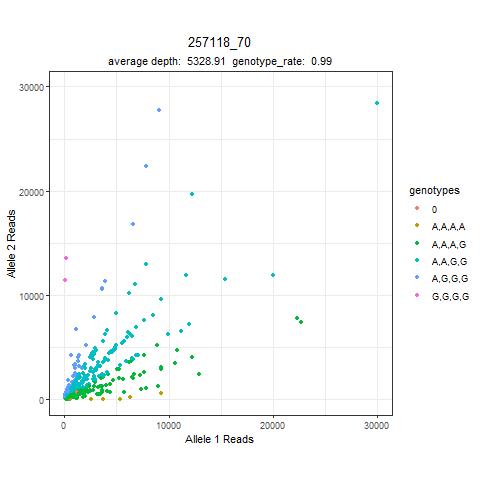 257118_70
average depth:  5328.91  genotype_rate:  0.99
30000
20000
10000
0
Allele 2 Reads
0
10000
20000
30000
Allele 1 Reads
genotypes
0
A,A,A,A
A,A,A,G
A,A,G,G
A,G,G,G
G,G,G,G